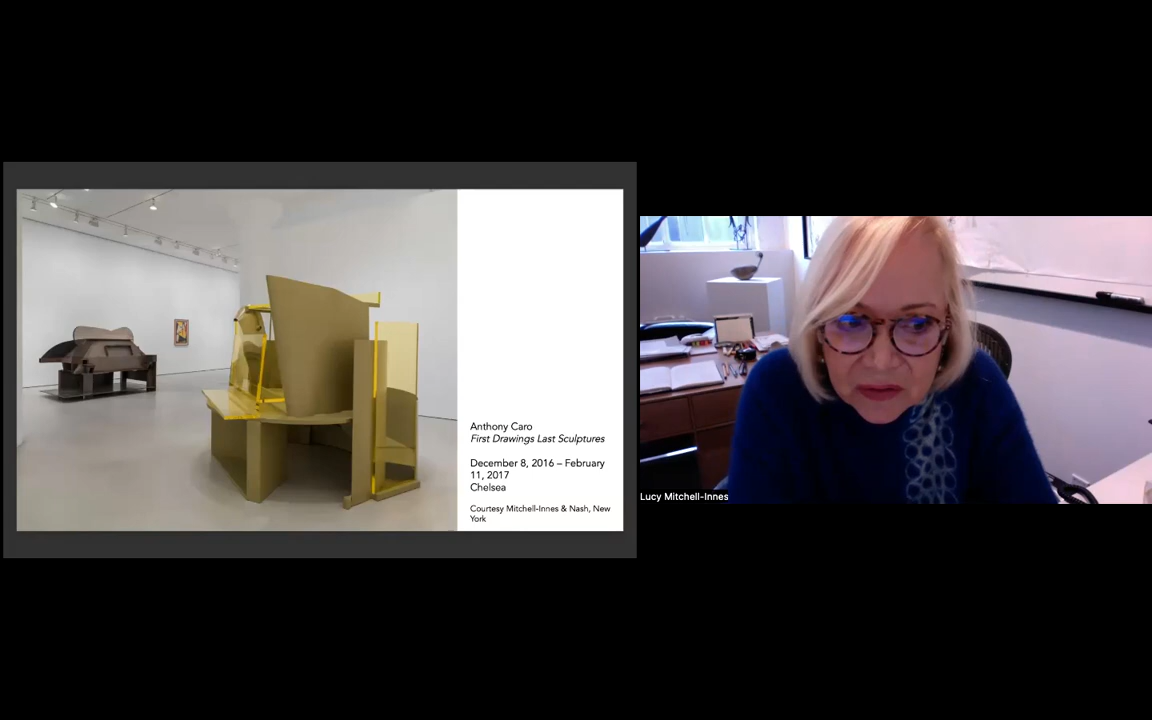 Anthony Caro
First Drawings Last Sculptures
December 8, 2016 – February
11, 2017
Chelsea
Courtesy Mitchell-Innes & Nash, New
York
Lucy Mitchell-Innes